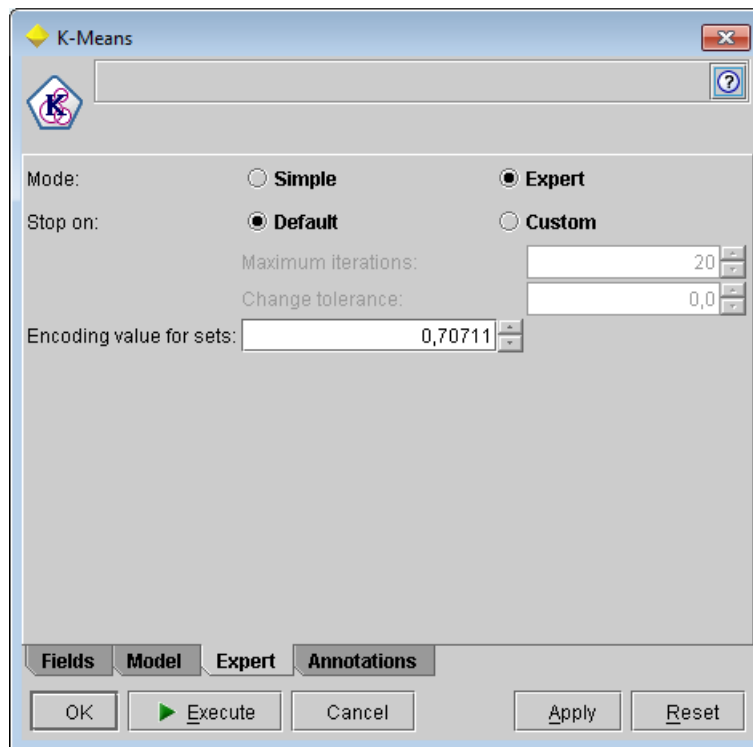 K-Means
K
Mode: Simple Expert
Stop on: Default Custom
Maximum iterations: 20
Change tolerance: 0,0
Encoding value for sets: 0,70711
Fields Model Expert Annotations
OK Execute Cancel Apply Reset